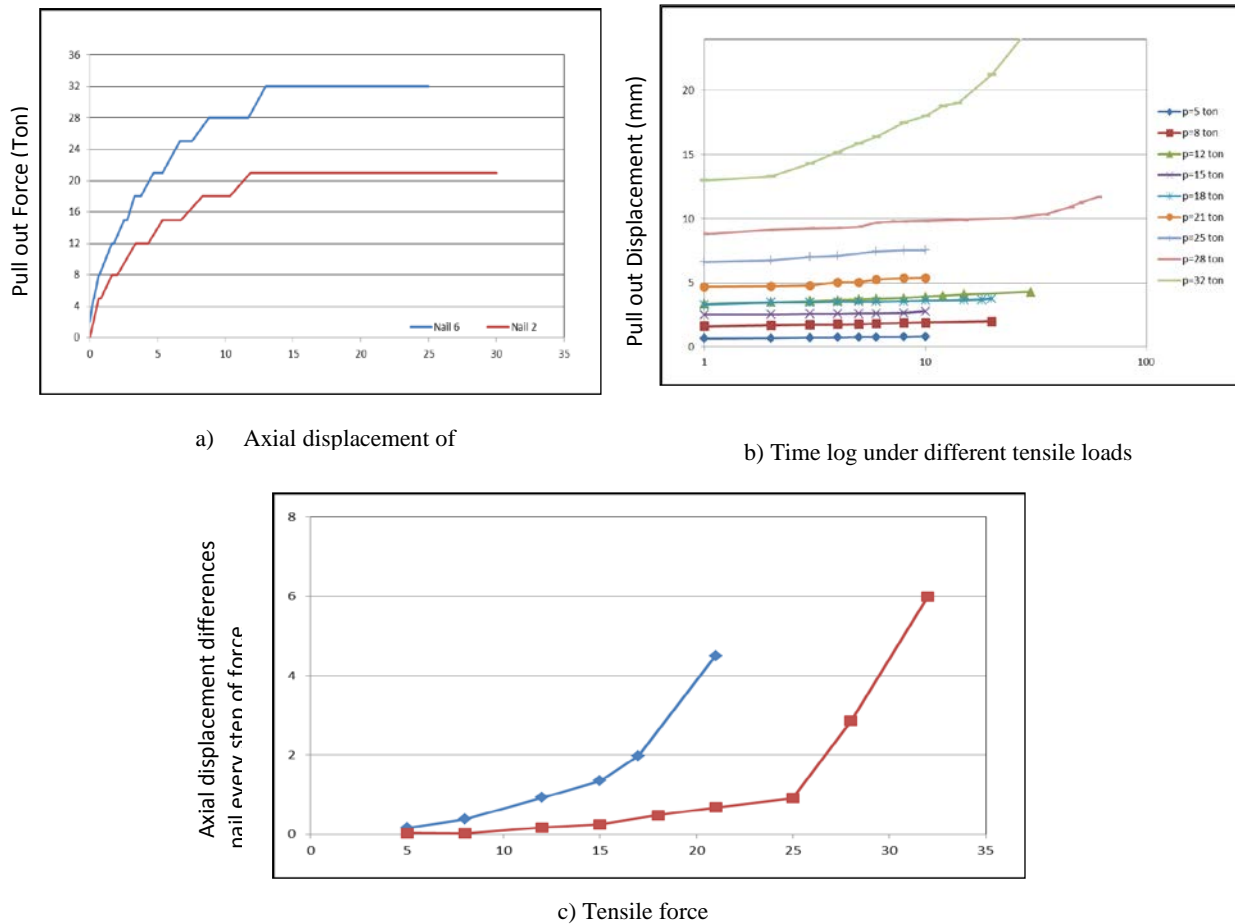 Pull out Force (Ton)
36
32
28
24
20
16
12
8
4
0
0 5 10 15 20 25 30 35
Nail 6 Nail 2
a) Axial displacement of
Pull out Displacement (mm)
20
15
10
5
0
1 10 100
p=5 ton
p=8 ton
p=12 ton
p=15 ton
p=18 ton
p=21 ton
p=25 ton
p=28 ton
p=32 ton
b) Time log under different tensile loads
Axial displacement differences
nail every step of force
8
6
4
2
0
0 5 10 15 20 25 30 35
c) Tensile force